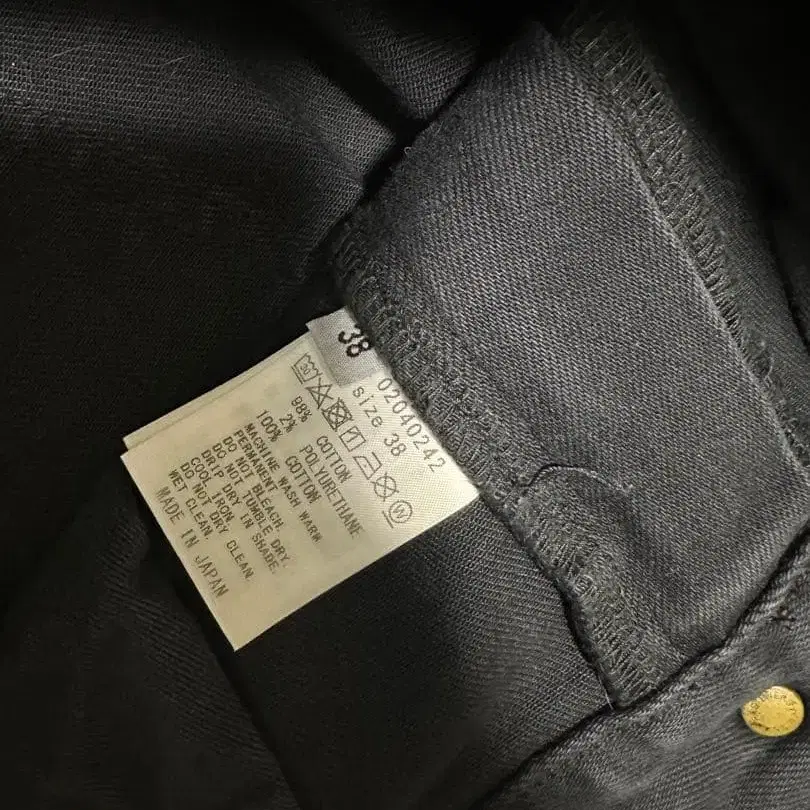 38
02040242
size 38
30
W
98% COTTON
2% POLYURETHANE
100% COTTON
MACHINE WASH WARM
PERMANENT
DO NOT BLEACH.
DO NOT TUMBLE DRY.
DRIP DRY IN SHADE.
COOL IRON.
DO NOT DRY CLEAN.
WET CLEAN.
MADE IN JAPAN